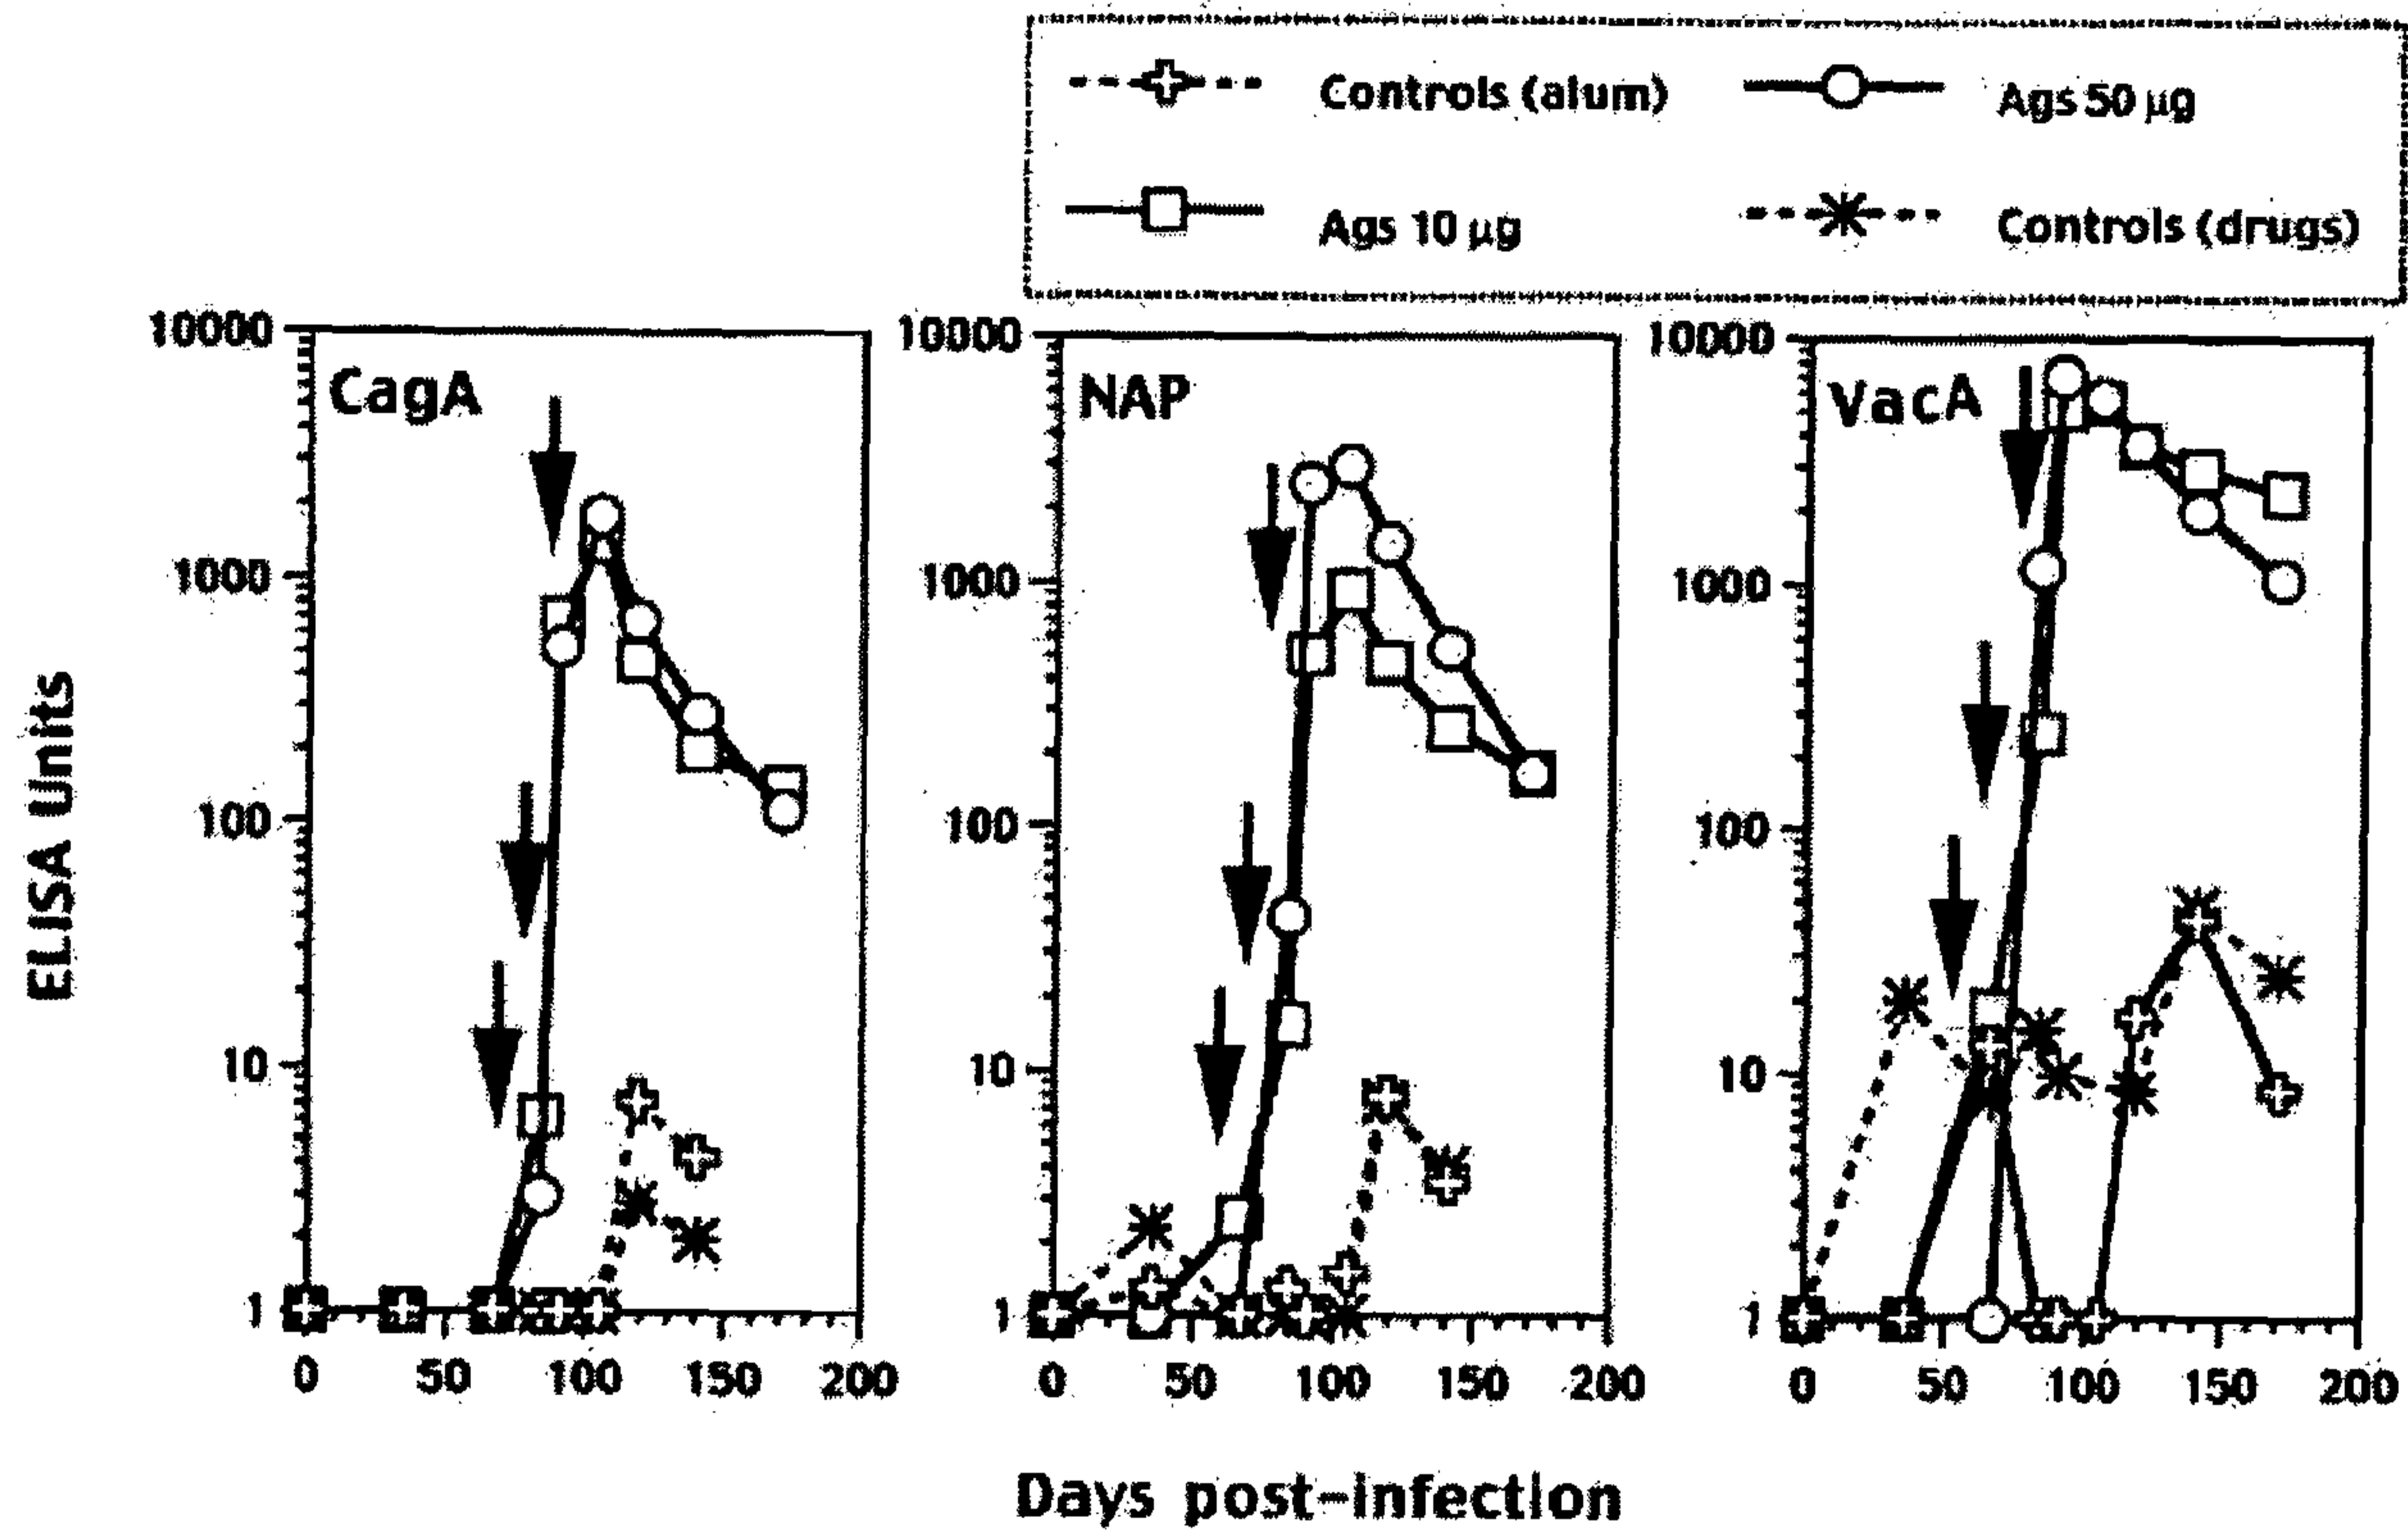 Controls (alum) Ags 50 µg
Ags 10 µg Controls (drugs)
10000 10000 10000
CagA NAP VacA
1000 1000 1000
100 100 100
10 10 10
1 1 1
0 50 100 150 200 0 50 100 150 200 0 50 100 150 200
ELISA Units
Days post-infection